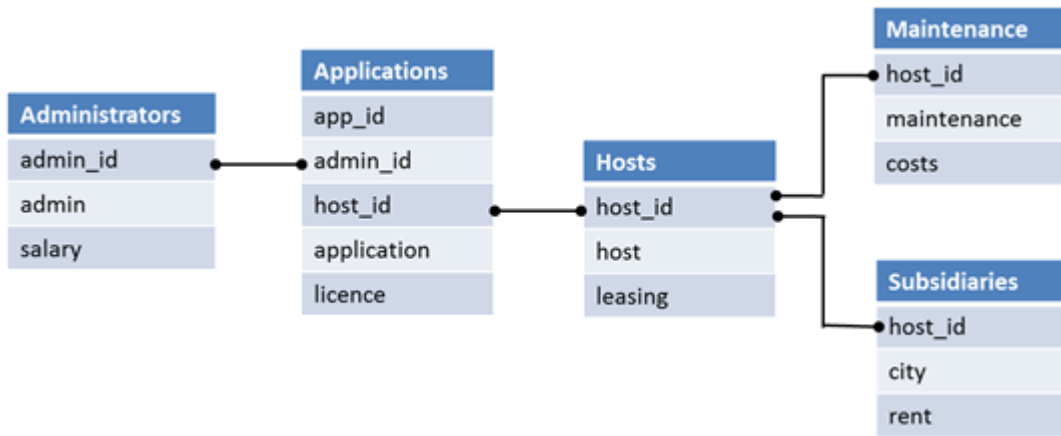 Administrators
admin_id
admin
salary
Applications
app_id
admin_id
host_id
application
licence
Hosts
host_id
host
leasing
Maintenance
host_id
maintenance
costs
Subsidiaries
host_id
city
rent